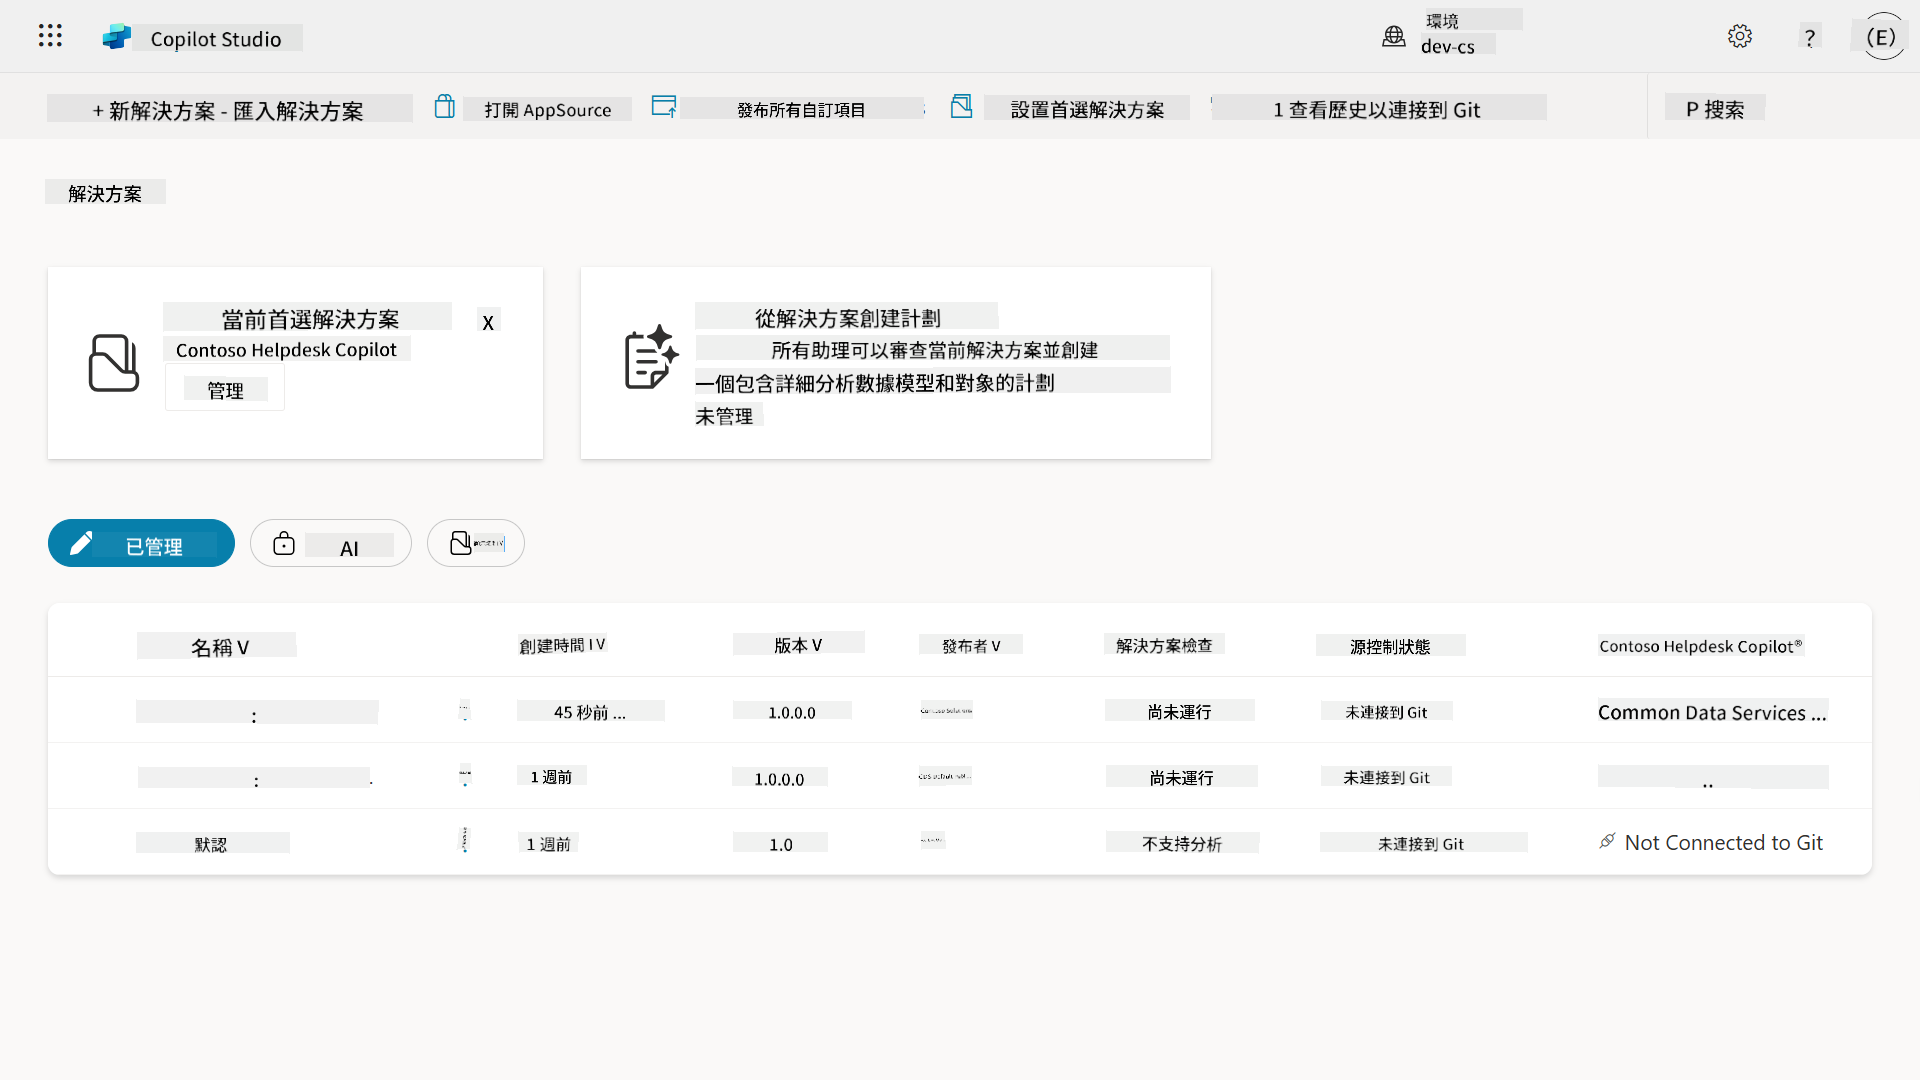 Copilot Studio
環境
dev-cs
?
(E)
+ 新解決方案 - 匯入解決方案
打開 AppSource
發布所有自訂項目
設置首選解決方案
1 查看歷史以連接到 Git
P 搜索
解決方案
當前首選解決方案
X
Contoso Helpdesk Copilot
管理
從解決方案創建計劃
所有助理可以審查當前解決方案並創建
一個包含詳細分析數據模型和對象的計劃
未管理
已管理
AI
名稱 V
創建時間 I V
版本 V
發布者 V
解決方案檢查
源控制狀態
Contoso Helpdesk Copilot®
:
45 秒前 ...
1.0.0.0
Contoso Solutions
尚未運行
未連接到 Git
Common Data Services ...
:
1 週前
1.0.0.0
尚未運行
未連接到 Git
..
默認
1 週前
1.0
不支持分析
未連接到 Git
Not Connected to Git